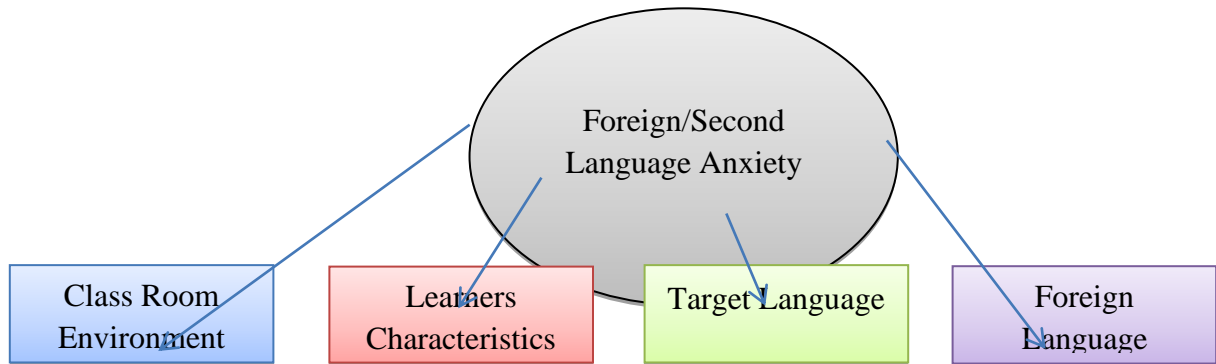 Foreign/Second
Language Anxiety
Class Room
Environment
Learners
Characteristics
Target Language
Foreign
Language